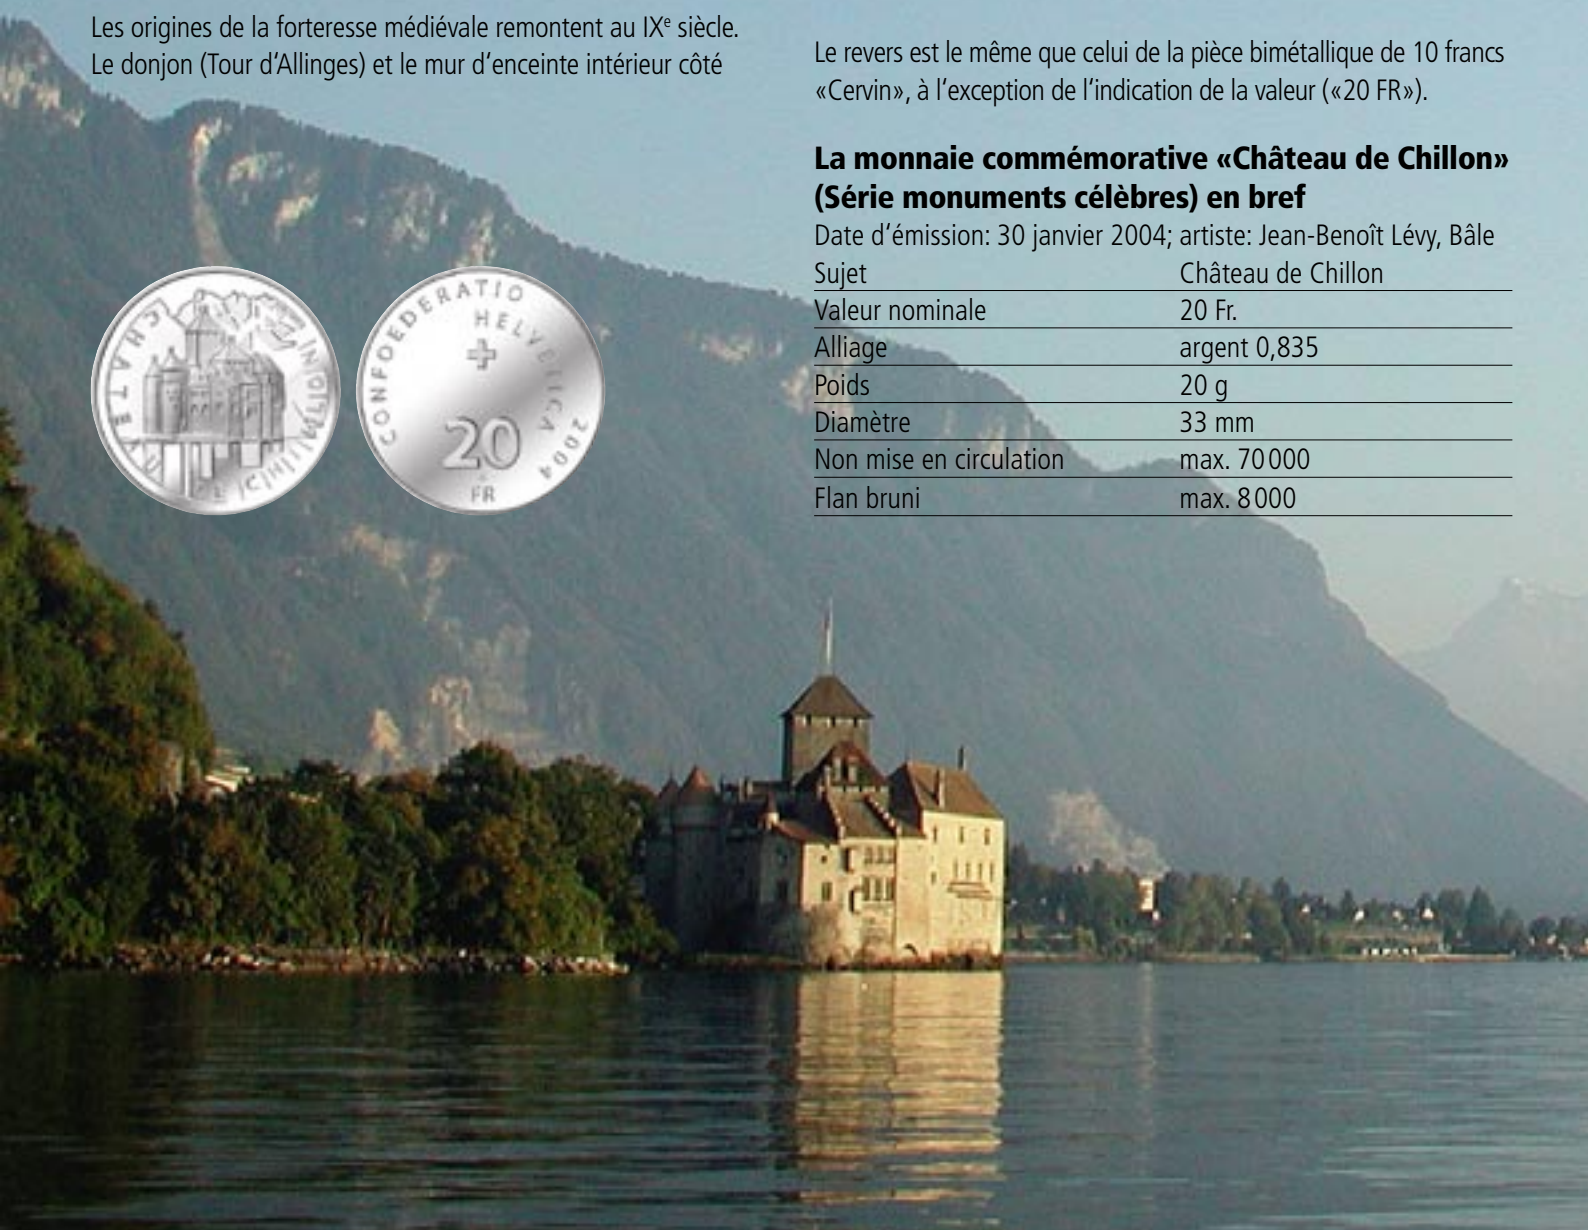 Les origines de la forteresse médiévale remontent au IXe siècle.
Le donjon (Tour d'Allinges) et le mur d'enceinte intérieur côté
Le revers est le même que celui de la pièce bimétallique de 10 francs
«Cervin», à l'exception de l'indication de la valeur («20 FR»).
La monnaie commémorative «Château de Chillon»
(Série monuments célèbres) en bref
Date d'émission: 30 janvier 2004; artiste: Jean-Benoît Lévy, Bâle
Sujet Château de Chillon
Valeur nominale 20 Fr.
Alliage argent 0,835
Poids 20 g
Diamètre 33 mm
Non mise en circulation max. 70 000
Flan bruni max. 8 000
CHATEAU DE CHILLON
CONFOEDERATIO
HELVETICA 2004
20
FR